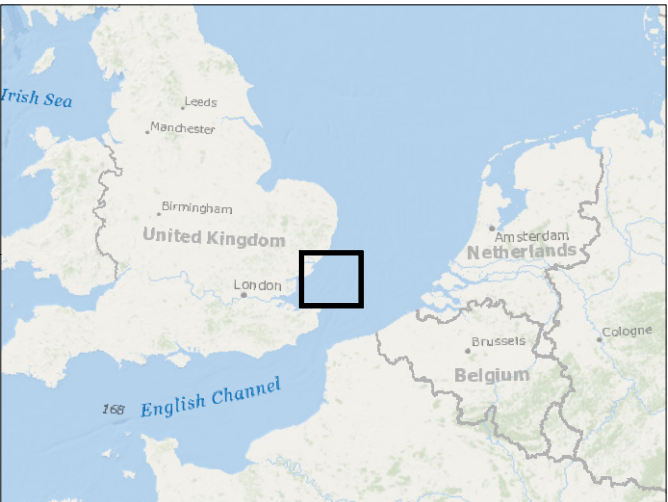 Irish Sea
Leeds
Manchester
Birmingham
United Kingdom
Amsterdam
Netherlands
London
Cologne
Brussels
Belgium
168
English Channel